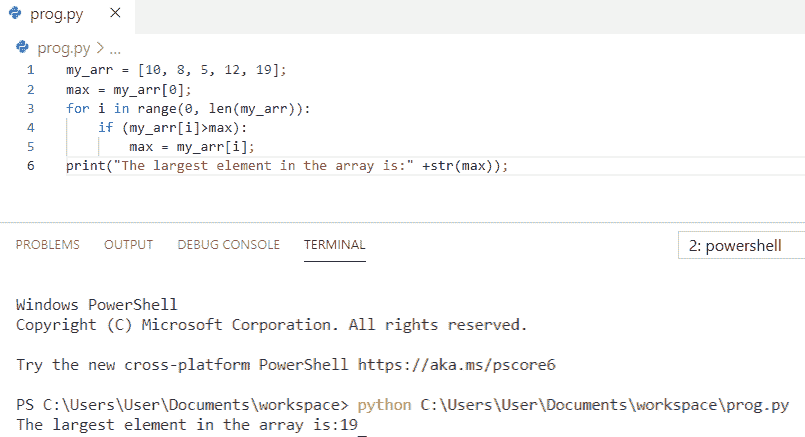 prog.py ×
prog.py > ...
1 my_arr = [10, 8, 5, 12, 19];
2 max = my_arr[0];
3 for i in range(0, len(my_arr)):
4     if (my_arr[i]>max):
5         max = my_arr[i];
6 print("The largest element in the array is:" +str(max));
PROBLEMS OUTPUT DEBUG CONSOLE TERMINAL 2: powershell
Windows PowerShell
Copyright (C) Microsoft Corporation. All rights reserved.
Try the new cross-platform PowerShell https://aka.ms/pscore6
PS C:\Users\User\Documents\workspace> python C:\Users\User\Documents\workspace\prog.py
The largest element in the array is:19